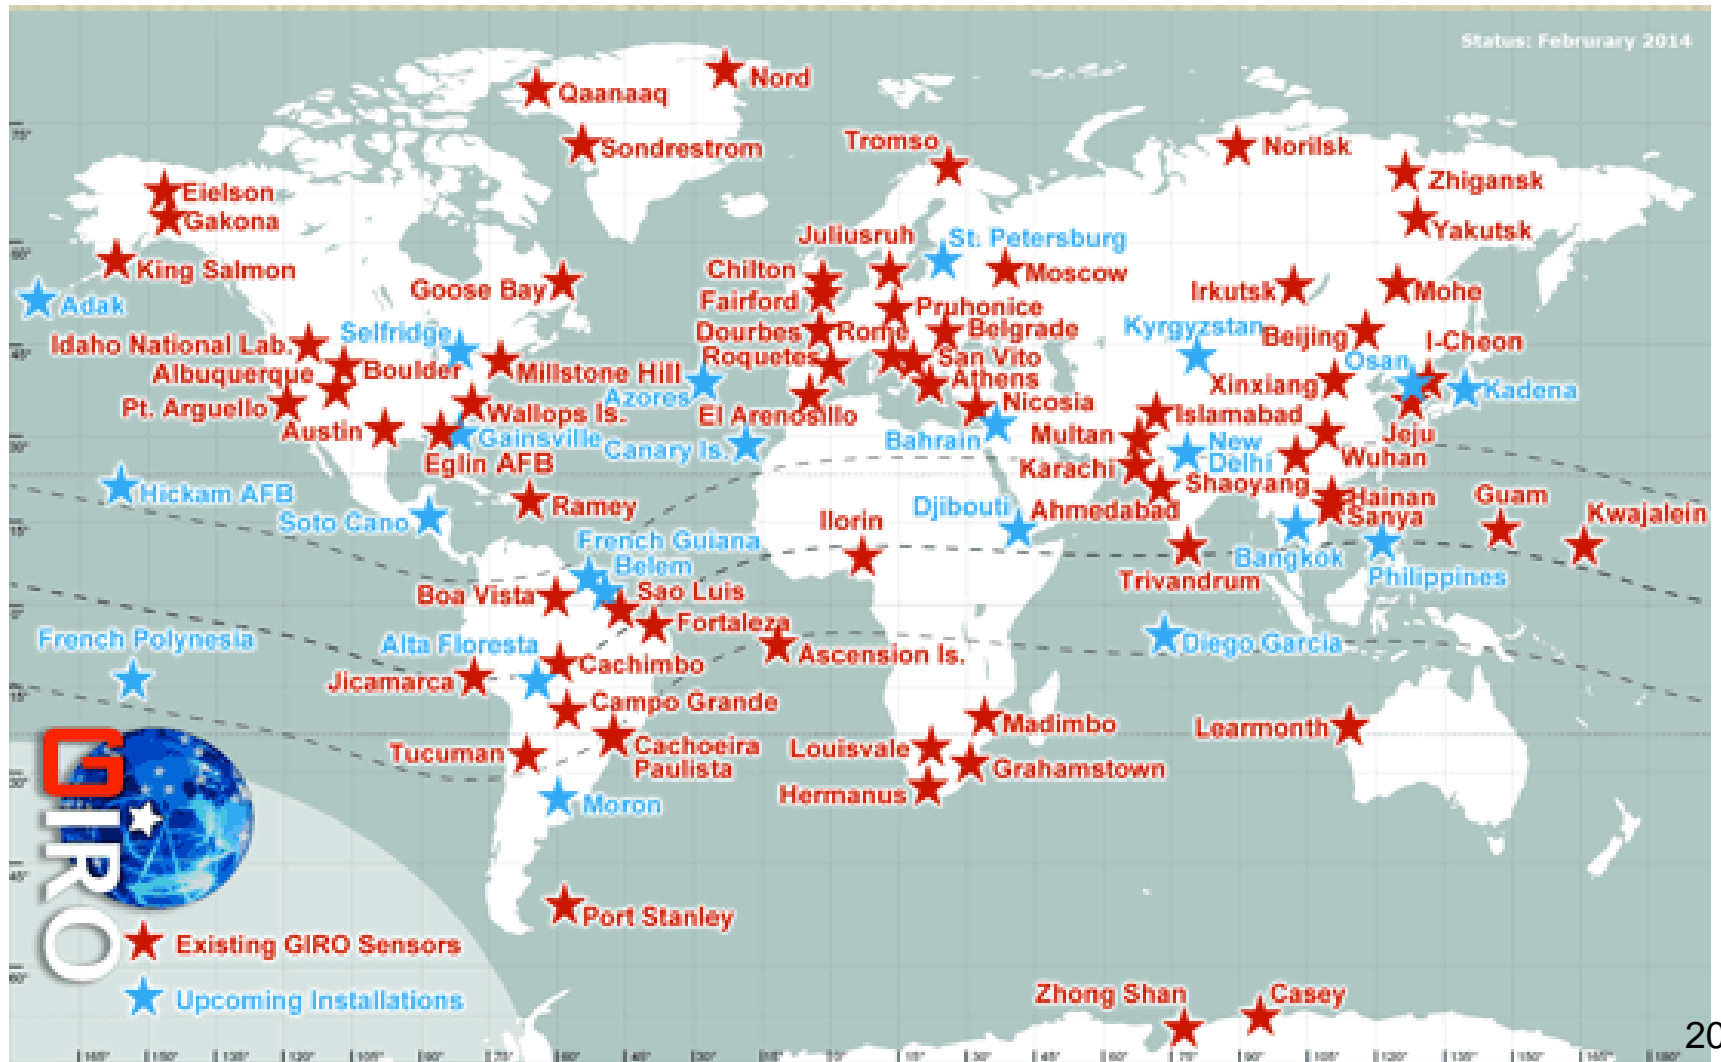 Status: Februrary 2014
Nord
Qaanaaq
Sondrestrom
Tromso
Norilsk
Zhigansk
Eielson
Gakona
Yakutsk
Juliusruh
St. Petersburg
King Salmon
Goose Bay
Chilton
Moscow
Irkutsk
Mohe
Adak
Fairford
Pruhonice
Idaho National Lab.
Selfridge
Dourbes
Rome
Belgrade
Kyrgyzstan
Beijing
I-Cheon
Albuquerque
Boulder
Millstone Hill
Roquetes
San Vito
Osan
Athens
Xinxiang
Kadena
Pt. Arguello
Wallops Is.
Azores
El Arenosillo
Nicosia
Islamabad
Austin
Gainsville
Canary Is.
Bahrain
Multan
New
Delhi
Jeju
Eglin AFB
Karachi
Wuhan
Hickam AFB
Ramey
Shaoyang
Hainan
Guam
Soto Cano
Ilorin
Djibouti
Ahmedabad
Sanya
Kwajalein
French Guiana
Belem
Bangkok
Trivandrum
Philippines
Boa Vista
Sao Luis
Fortaleza
French Polynesia
Alta Floresta
Cachimbo
Ascension Is.
Diego Garcia
Jicamarca
Campo Grande
Madimbo
Learmonth
Tucuman
Cachoeira
Paulista
Louisvale
Grahamstown
Hermanus
Moron
GIRO
Port Stanley
Existing GIRO Sensors
Upcoming Installations
Zhong Shan
Casey
20